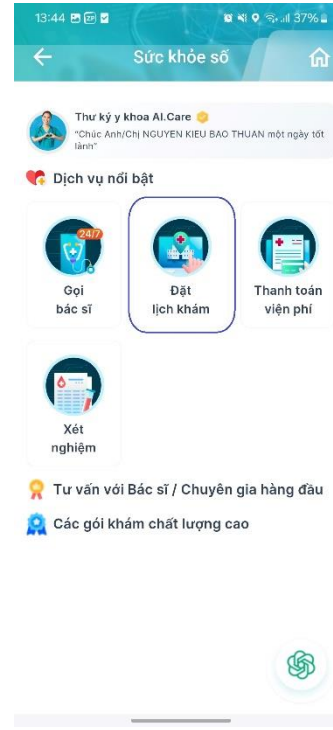 13:44 37%
Sức khỏe số
Thư ký y khoa AI.Care
"Chúc Anh/Chị NGUYEN KIEU BAO THUAN một ngày tốt
lành"
Dịch vụ nổi bật
24/7
Gọi
bác sĩ
Đặt
lịch khám
Thanh toán
viện phí
Xét
nghiệm
Tư vấn với Bác sĩ / Chuyên gia hàng đầu
Các gói khám chất lượng cao